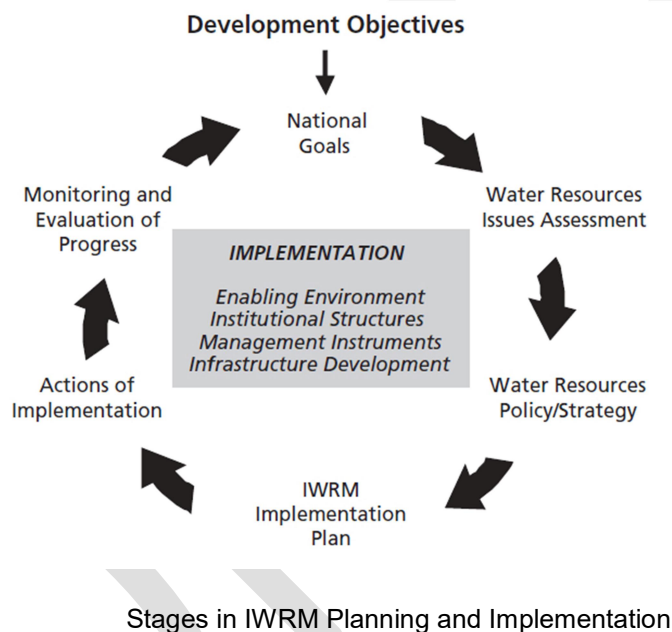 Development Objectives
National
Goals
Water Resources
Issues Assessment
Water Resources
Policy/Strategy
IWRM
Implementation
Plan
Actions of
Implementation
Monitoring and
Evaluation of
Progress
IMPLEMENTATION
Enabling Environment
Institutional Structures
Management Instruments
Infrastructure Development
Stages in IWRM Planning and Implementation